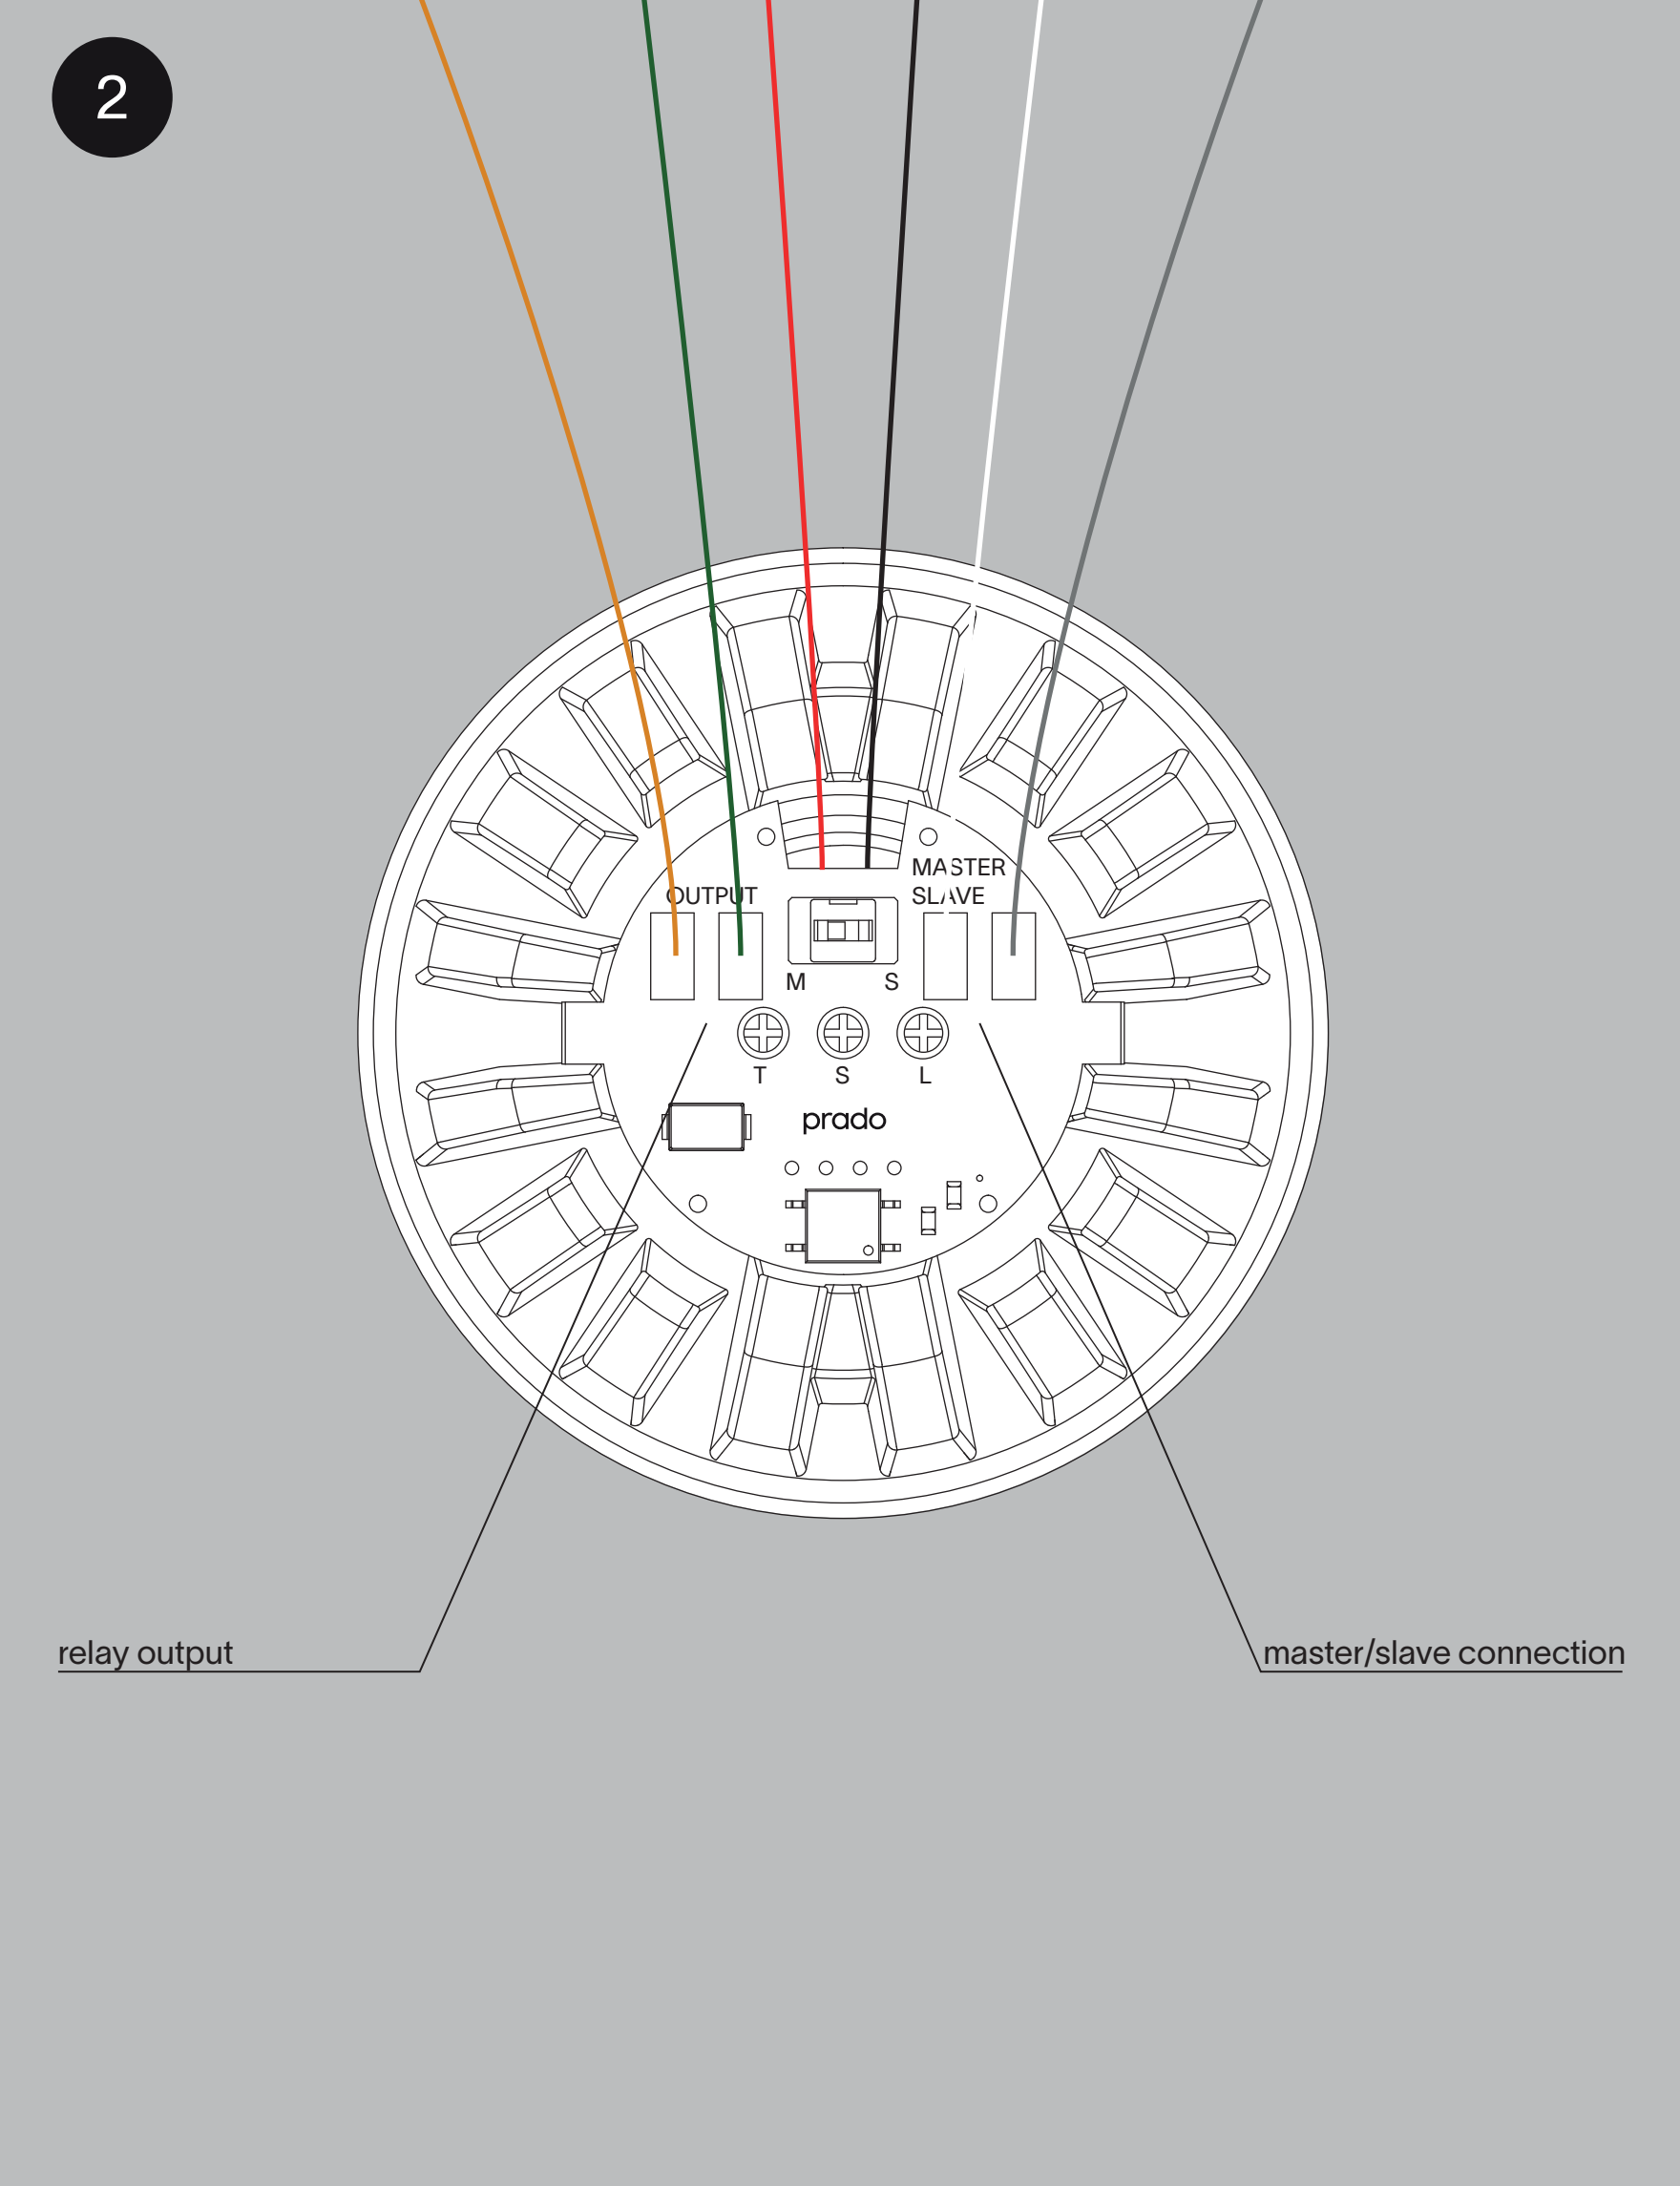 2
MASTER
OUTPUT SLAVE
M S
T S L
prado
relay output
master/slave connection